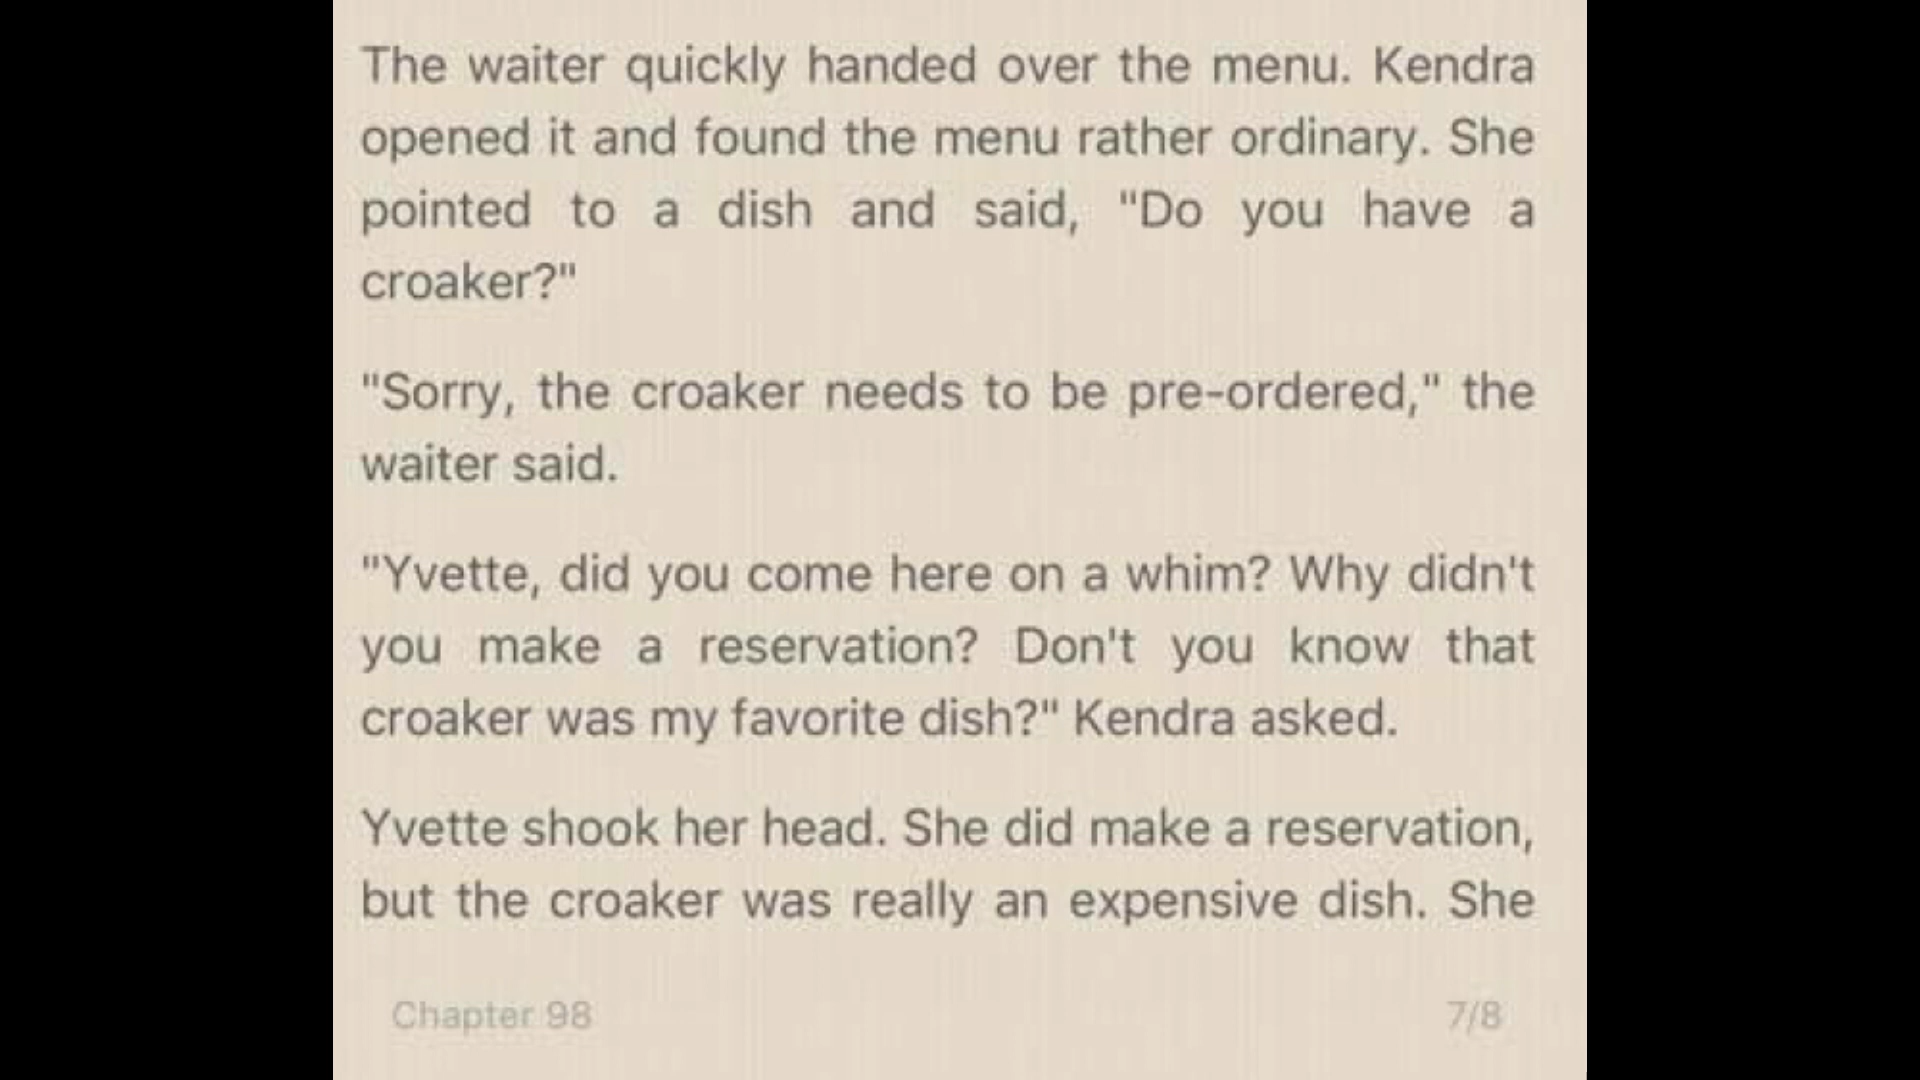 The waiter quickly handed over the menu. Kendra
opened it and found the menu rather ordinary. She
pointed to a dish and said, "Do you have a
croaker?"
"Sorry, the croaker needs to be pre-ordered," the
waiter said.
"Yvette, did you come here on a whim? Why didn't
you make a reservation? Don't you know that
croaker was my favorite dish?" Kendra asked.
Yvette shook her head. She did make a reservation,
but the croaker was really an expensive dish. She
Chapter 98
7/8